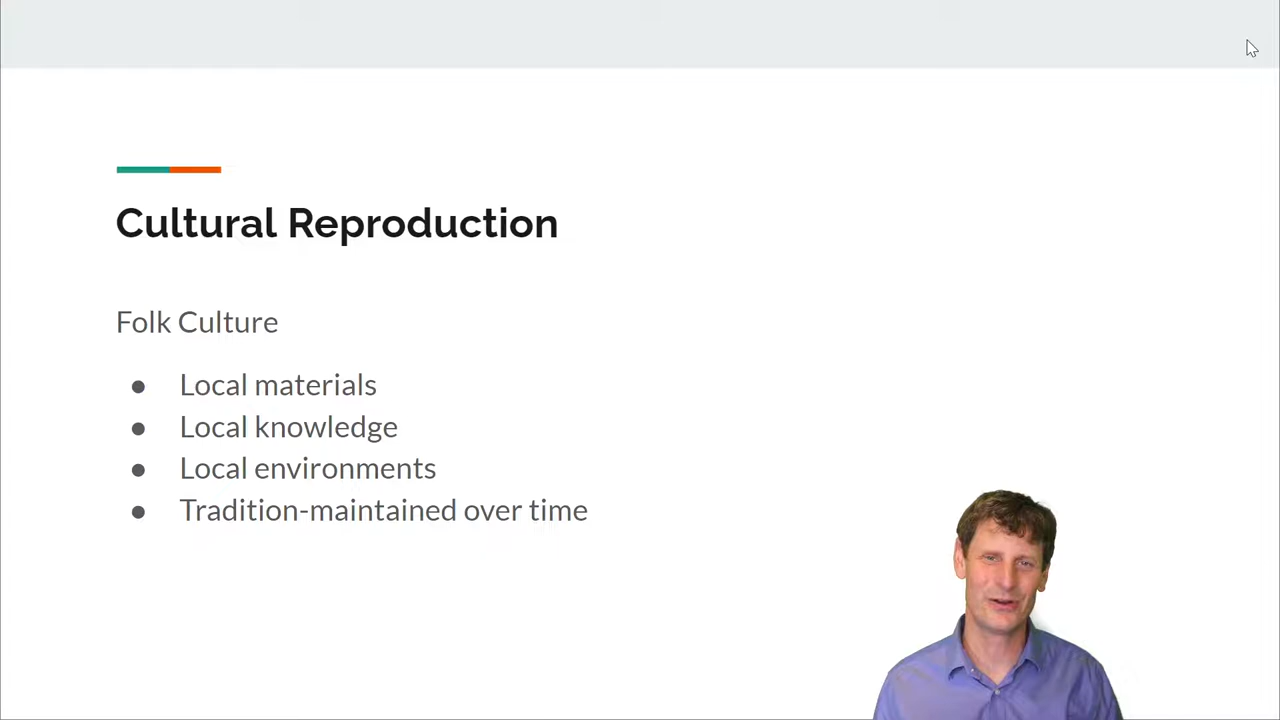 Cultural Reproduction
Folk Culture
● Local materials
● Local knowledge
● Local environments
● Tradition-maintained over time